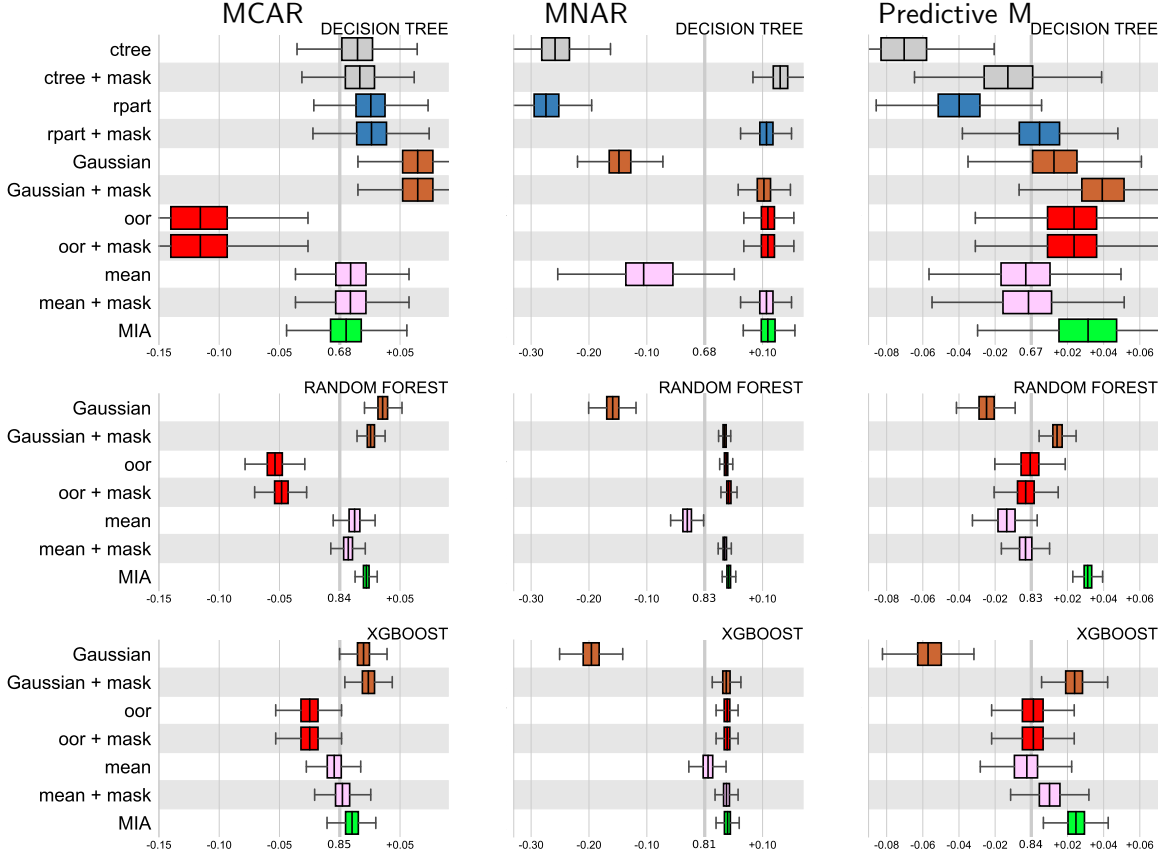 MCAR MNAR Predictive M
DECISION TREE DECISION TREE DECISION TREE
ctree
ctree + mask
rpart
rpart + mask
Gaussian
Gaussian + mask
oor
oor + mask
mean
mean + mask
MIA
-0.15 -0.10 -0.05 0.68 +0.05 -0.30 -0.20 -0.10 0.68 +0.10 -0.08 -0.06 -0.04 -0.02 0.67 +0.02 +0.04 +0.06
RANDOM FOREST RANDOM FOREST RANDOM FOREST
Gaussian
Gaussian + mask
oor
oor + mask
mean
mean + mask
MIA
-0.15 -0.10 -0.05 0.84 +0.05 -0.30 -0.20 -0.10 0.83 +0.10 -0.08 -0.06 -0.04 -0.02 0.83 +0.02 +0.04 +0.06
XGBOOST XGBOOST XGBOOST
Gaussian
Gaussian + mask
oor
oor + mask
mean
mean + mask
MIA
-0.15 -0.10 -0.05 0.85 +0.05 -0.30 -0.20 -0.10 0.81 +0.10 -0.08 -0.06 -0.04 -0.02 0.83 +0.02 +0.04 +0.06